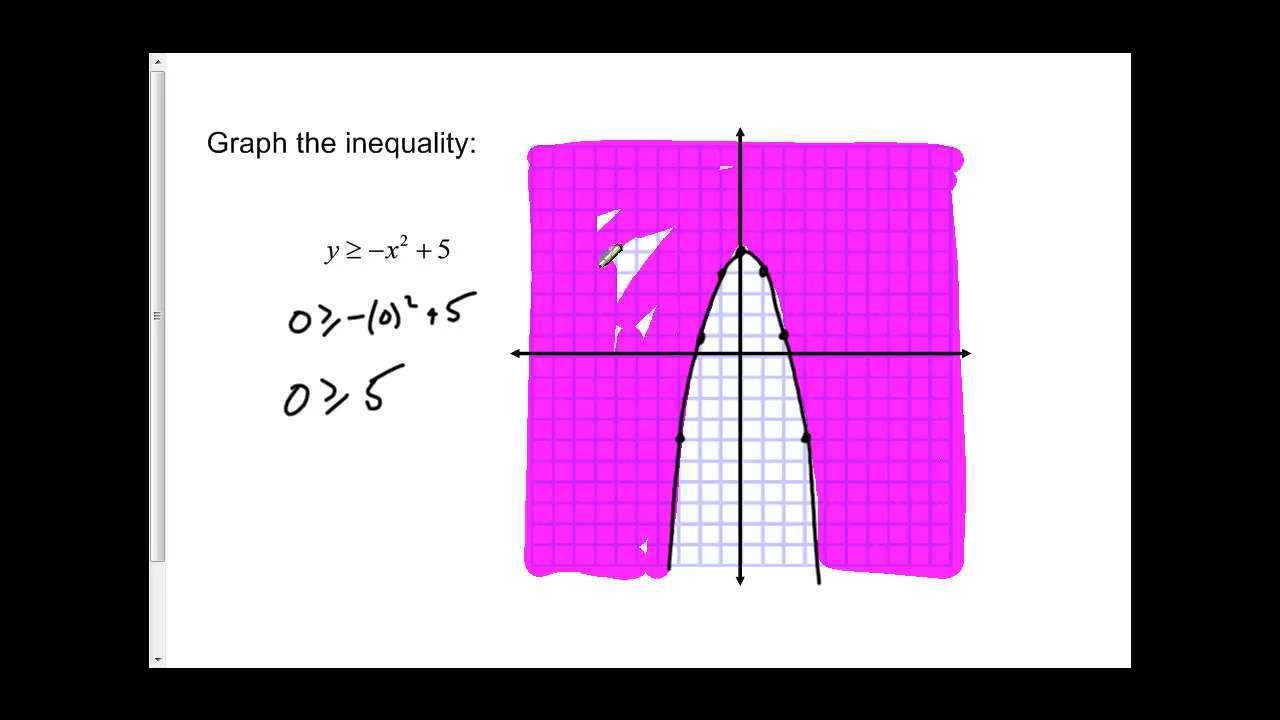 Graph the inequality:
y ≥ −x² + 5
0 ≥ −(0)² + 5
0 ≥ 5